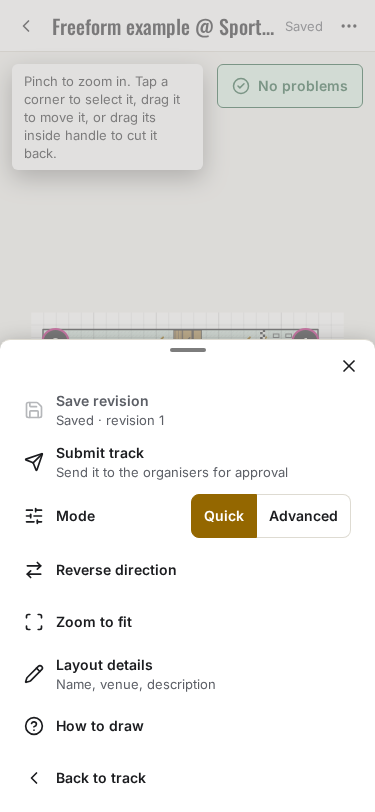 Freeform example @ Sport... Saved
Pinch to zoom in. Tap a
corner to select it, drag it
to move it, or drag its
inside handle to cut it
back.
No problems
Save revision
Saved · revision 1
Submit track
Send it to the organisers for approval
Mode
Quick
Advanced
Reverse direction
Zoom to fit
Layout details
Name, venue, description
How to draw
Back to track